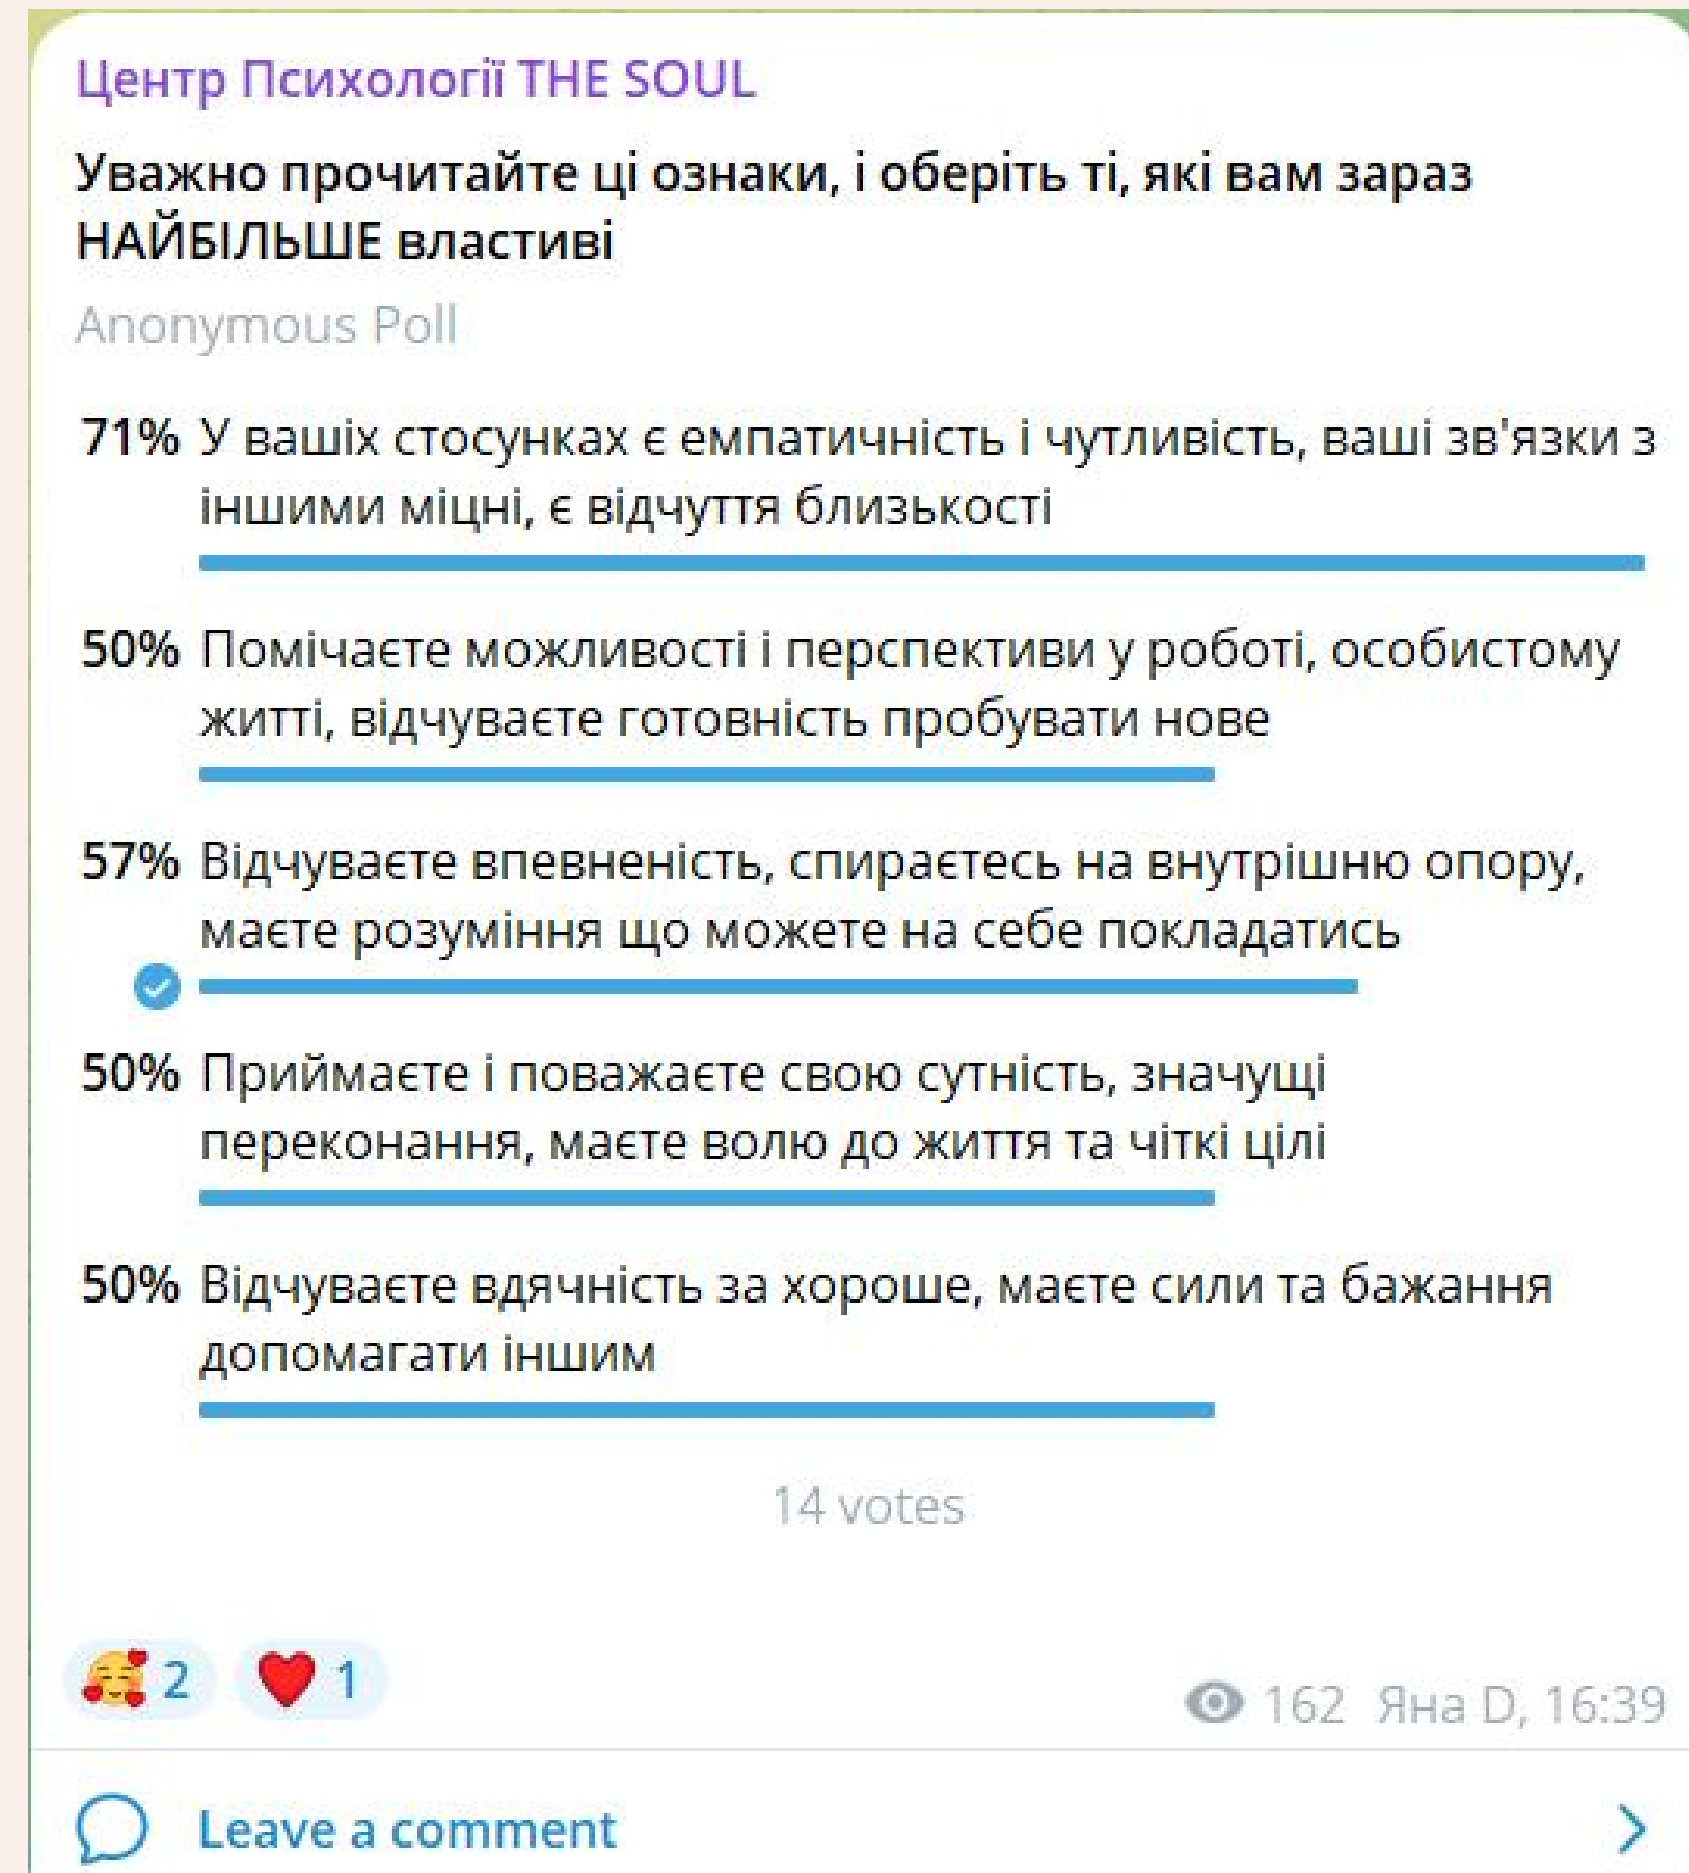 Центр Психології THE SOUL
Уважно прочитайте ці ознаки, і оберіть ті, які вам зараз
НАЙБІЛЬШЕ властиві
Anonymous Poll
71% У вашіх стосунках є емпатичність і чутливість, ваші зв'язки з
іншими міцні, є відчуття близькості
50% Помічаєте можливості і перспективи у роботі, особистому
житті, відчуваєте готовність пробувати нове
57% Відчуваєте впевненість, спираєтесь на внутрішню опору,
маєте розуміння що можете на себе покладатись
50% Приймаєте і поважаєте свою сутність, значущі
переконання, маєте волю до життя та чіткі цілі
50% Відчуваєте вдячність за хороше, маєте сили та бажання
допомагати іншим
14 votes
2 1
162 Яна D, 16:39
Leave a comment